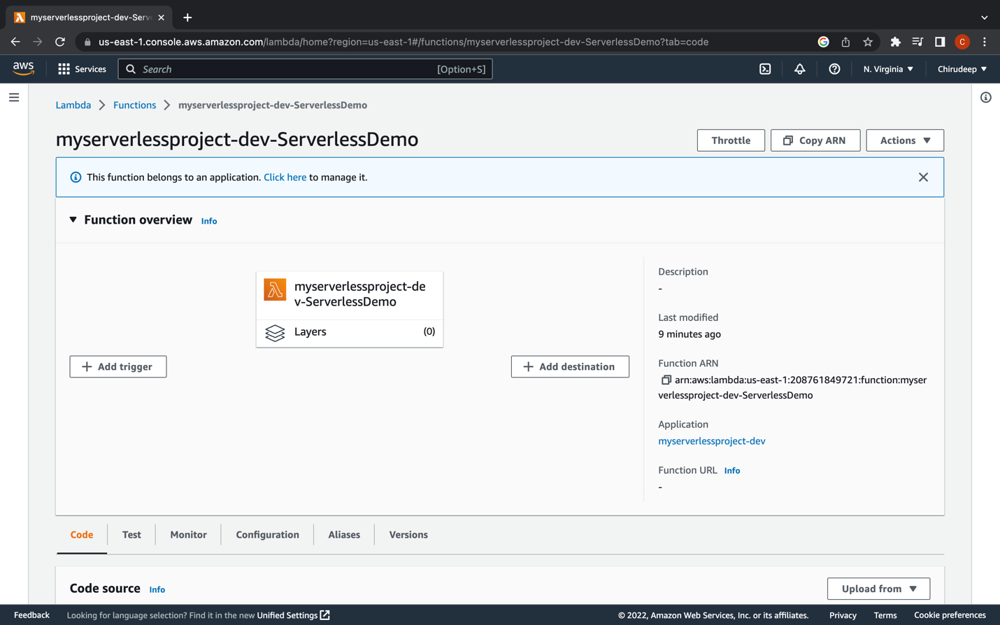 myserverlessproject-dev-Serv
us-east-1.console.aws.amazon.com/lambda/home?region=us-east-1#/functions/myserverlessproject-dev-ServerlessDemo?tab=code
C
aws
Services
Search
[Option+S]
N. Virginia
Chirudeep
Lambda
Functions
myserverlessproject-dev-ServerlessDemo
myserverlessproject-dev-ServerlessDemo
Throttle
Copy ARN
Actions
This function belongs to an application. Click here to manage it.
Function overview Info
myserverlessproject-de
v-ServerlessDemo
Layers (0)
Add trigger
Add destination
Description
-
Last modified
9 minutes ago
Function ARN
arn:aws:lambda:us-east-1:208761849721:function:myser
verlessproject-dev-ServerlessDemo
Application
myserverlessproject-dev
Function URL Info
-
Code
Test
Monitor
Configuration
Aliases
Versions
Code source Info
Upload from
Feedback
Looking for language selection? Find it in the new Unified Settings
© 2022, Amazon Web Services, Inc. or its affiliates.
Privacy
Terms
Cookie preferences